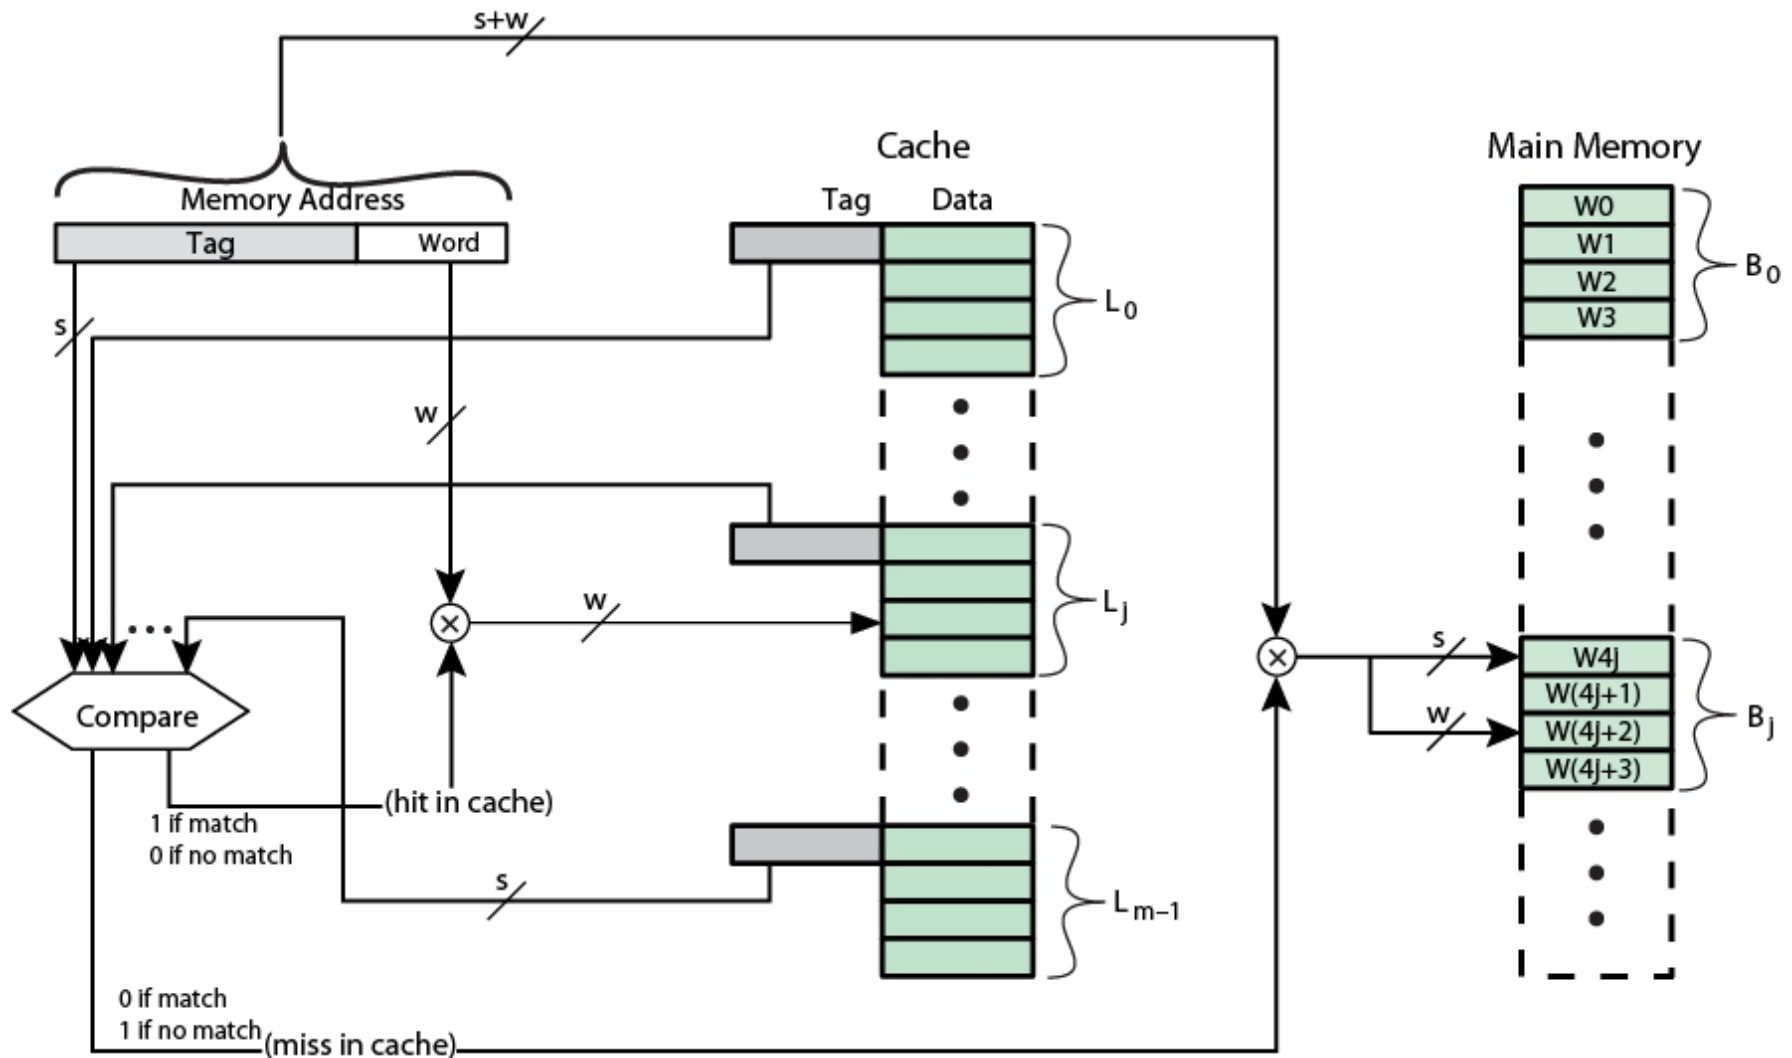 s+w
Cache
Main Memory
Memory Address
Tag Data
Tag Word
W0
W1
W2
W3
B0
L0
s
w
w
Lj
s
W4j
W(4j+1)
W(4j+2)
W(4j+3)
w
Bj
Compare
(hit in cache)
1 if match
0 if no match
s
Lm–1
0 if match
1 if no match
(miss in cache)